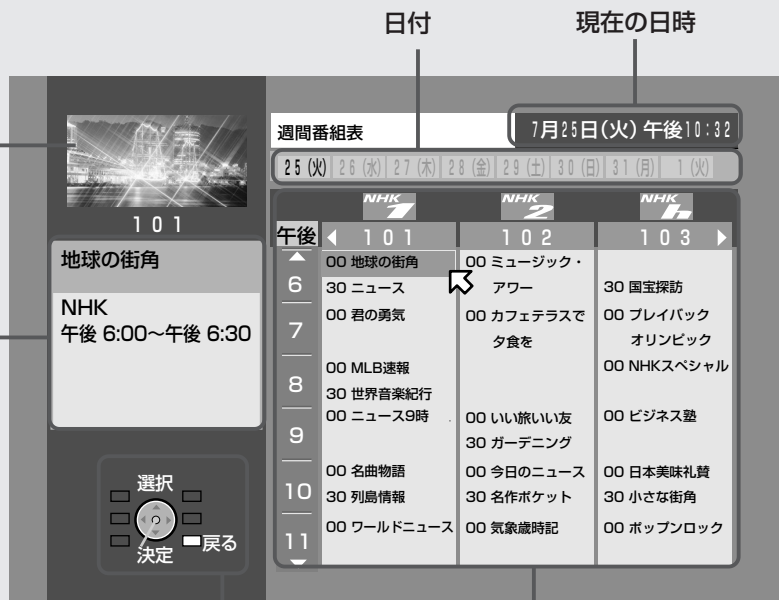 日付
現在の日時
週間番組表
7月25日(火) 午後10:32
25(火) 26(水) 27(木) 28(金) 29(土) 30(日) 31(月) 1(火)
NHK 1
NHK 2
NHK h
午後
101
102
103
101
地球の街角
NHK
午後 6:00〜午後 6:30
選択
決定
戻る
6
00 地球の街角
30 ニュース
00 ミュージック・
アワー
30 国宝探訪
7
00 君の勇気
00 カフェテラスで
夕食を
00 プレイバック
オリンピック
8
00 MLB速報
30 世界音楽紀行
00 NHKスペシャル
9
00 ニュース9時
00 いい旅いい友
30 ガーデニング
00 ビジネス塾
10
00 名曲物語
30 列島情報
00 今日のニュース
30 名作ポケット
00 日本美味礼賛
30 小さな街角
11
00 ワールドニュース
00 気象歳時記
00 ポップンロック